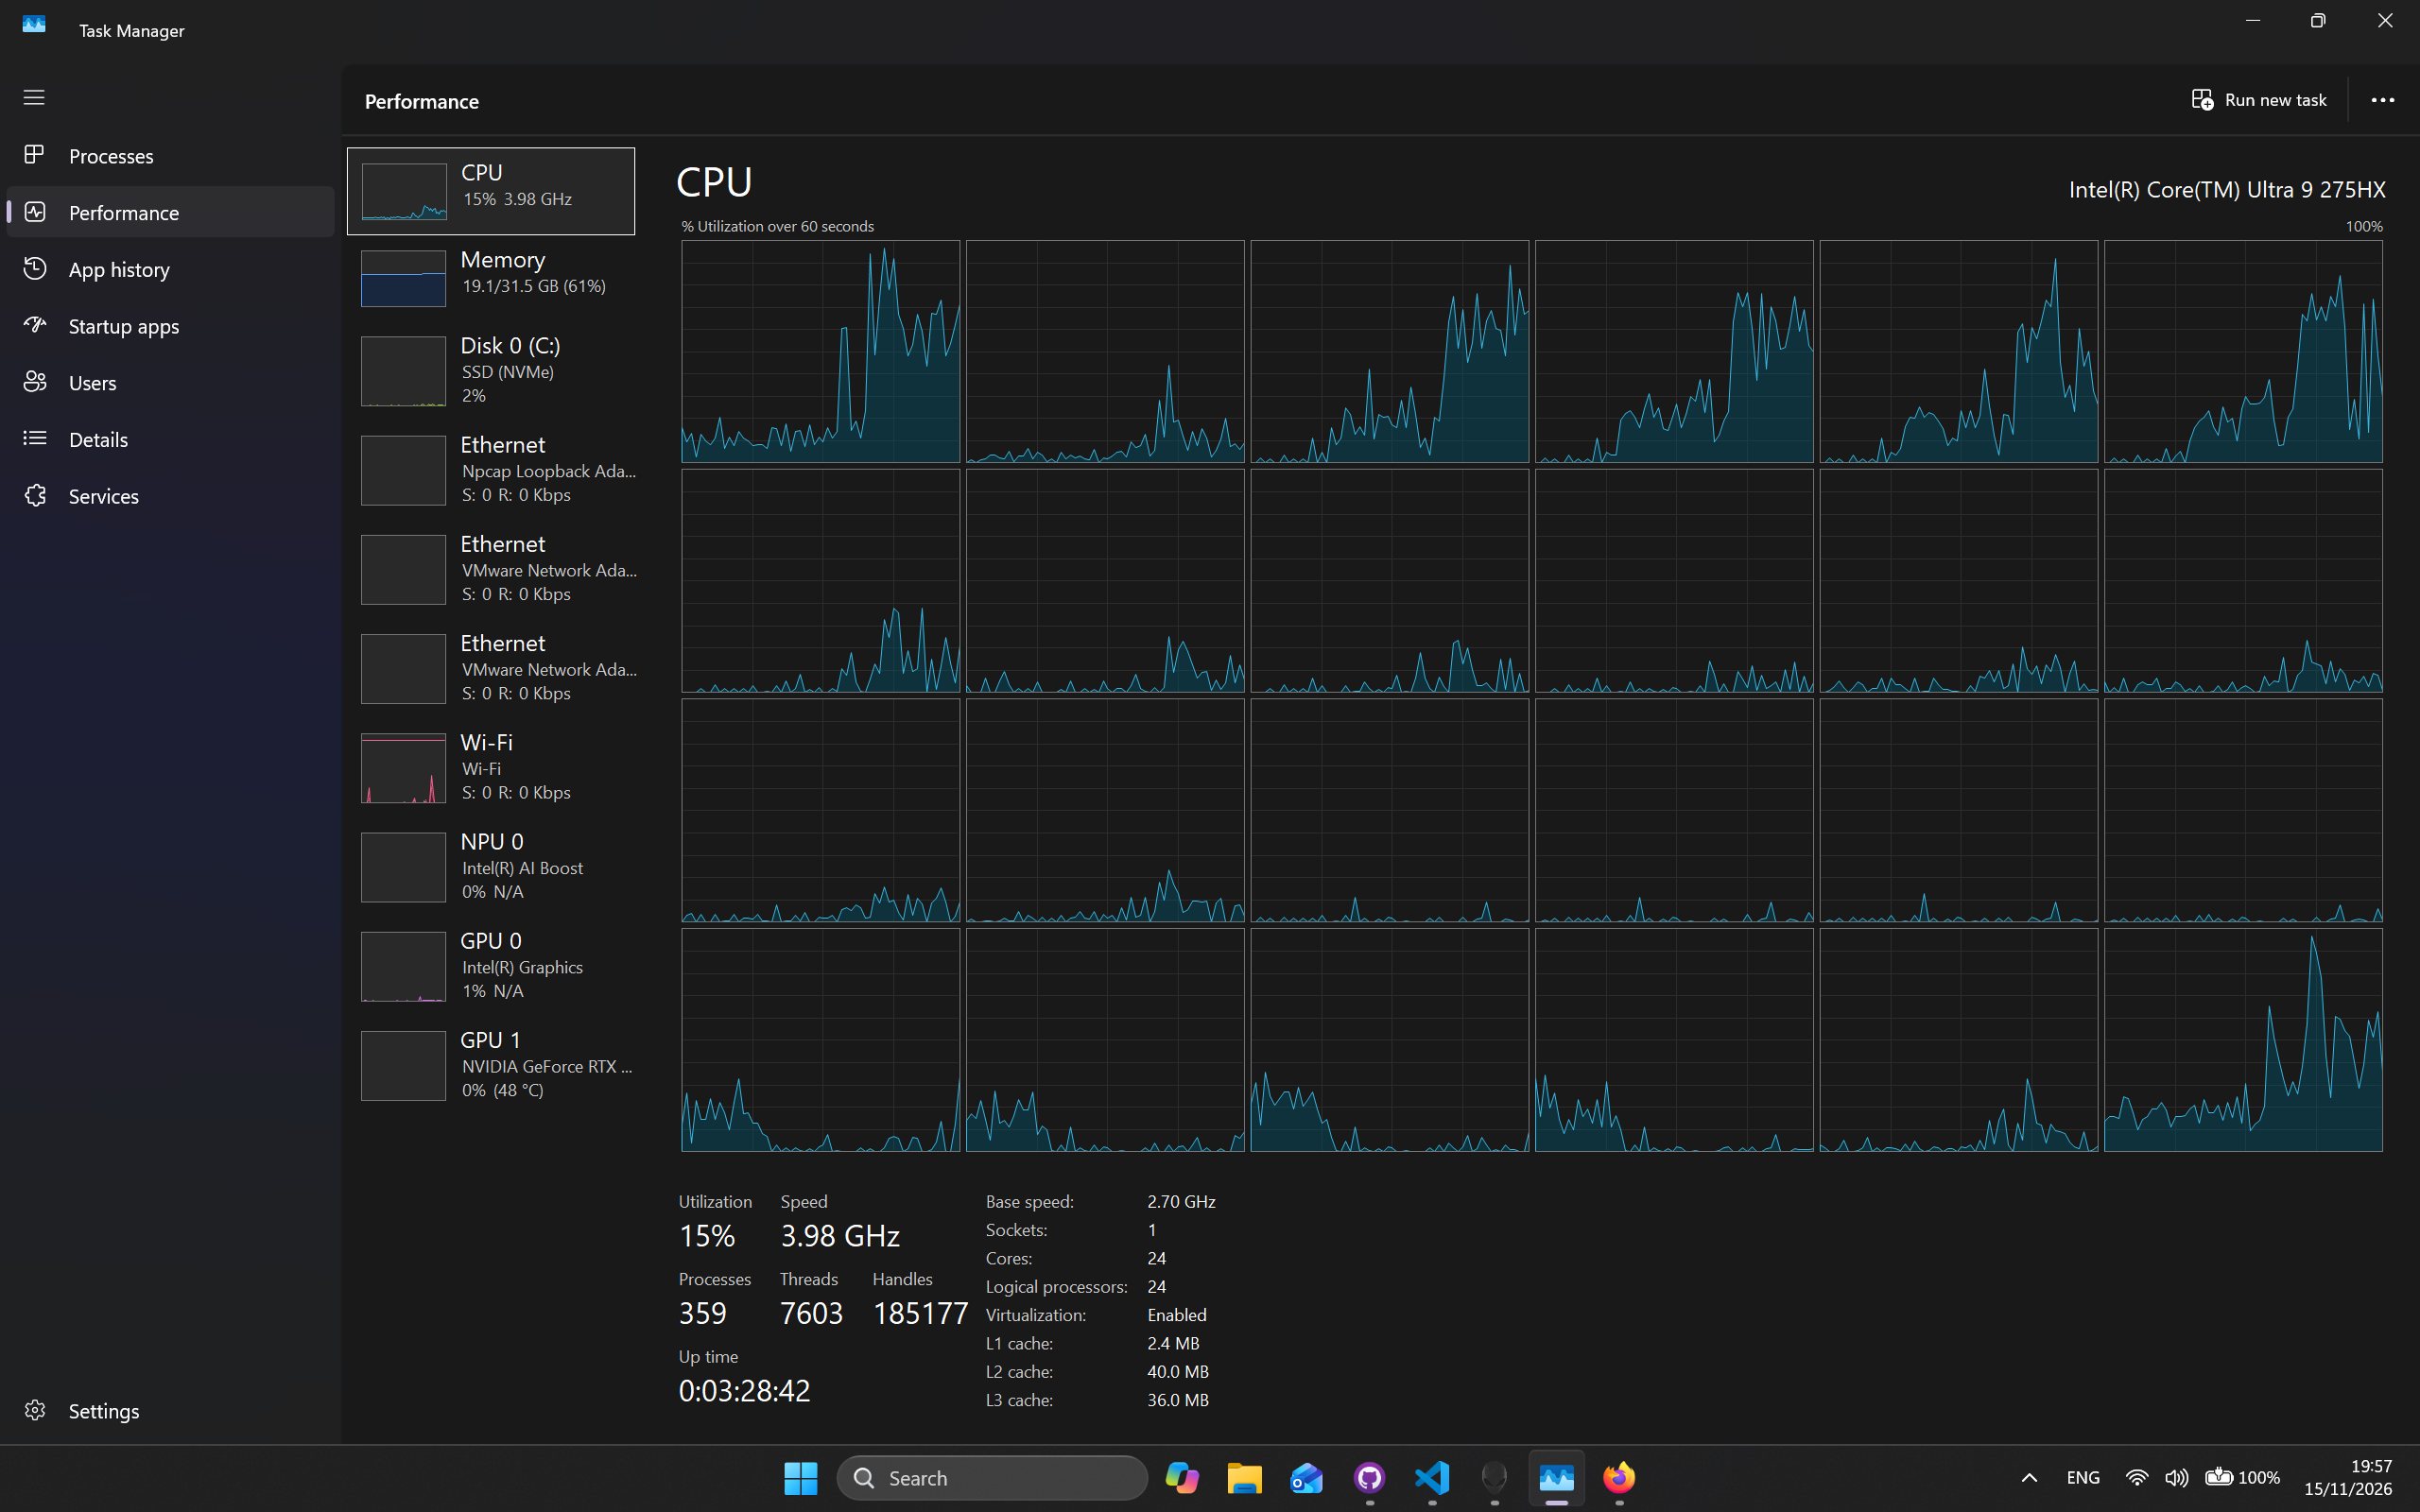 Task Manager
Processes
Performance
App history
Startup apps
Users
Details
Services
Settings
Performance
Run new task
CPU
15% 3.98 GHz
Memory
19.1/31.5 GB (61%)
Disk 0 (C:)
SSD (NVMe)
2%
Ethernet
Npcap Loopback Ada...
S: 0 R: 0 Kbps
Ethernet
VMware Network Ada...
S: 0 R: 0 Kbps
Ethernet
VMware Network Ada...
S: 0 R: 0 Kbps
Wi-Fi
Wi-Fi
S: 0 R: 0 Kbps
NPU 0
Intel(R) AI Boost
0% N/A
GPU 0
Intel(R) Graphics
1% N/A
GPU 1
NVIDIA GeForce RTX ...
0% (48 °C)
CPU
Intel(R) Core(TM) Ultra 9 275HX
% Utilization over 60 seconds
100%
Utilization
15%
Speed
3.98 GHz
Processes
359
Threads
7603
Handles
185177
Up time
0:03:28:42
Base speed: 2.70 GHz
Sockets: 1
Cores: 24
Logical processors: 24
Virtualization: Enabled
L1 cache: 2.4 MB
L2 cache: 40.0 MB
L3 cache: 36.0 MB
Search
ENG
100%
19:57
15/11/2026